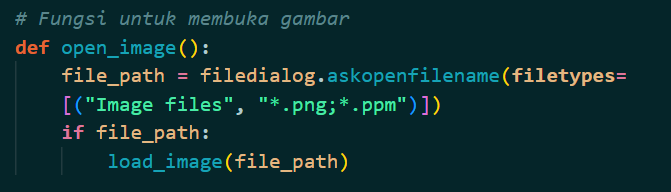 # Fungsi untuk membuka gambar
def open_image():
    file_path = filedialog.askopenfilename(filetypes=
    [("Image files", "*.png;*.ppm")])
    if file_path:
        load_image(file_path)